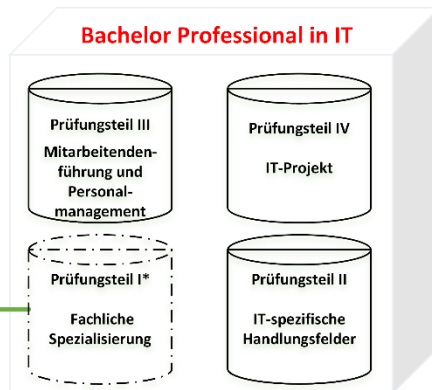 Bachelor Professional in IT
Prüfungsteil III
Mitarbeitenden-
führung und
Personal-
management
Prüfungsteil IV
IT-Projekt
Prüfungsteil I*
Fachliche
Spezialisierung
Prüfungsteil II
IT-spezifische
Handlungsfelder